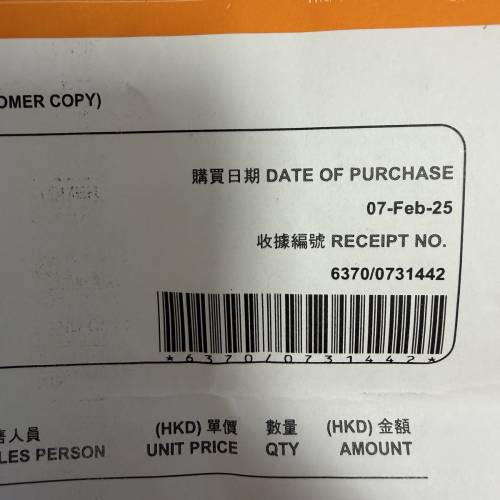 OMER COPY)
購買日期 DATE OF PURCHASE
07-Feb-25
收據編號 RECEIPT NO.
6370/0731442
*6370/0731442*
售人員 (HKD) 單價 數量 (HKD) 金額
LES PERSON UNIT PRICE QTY AMOUNT